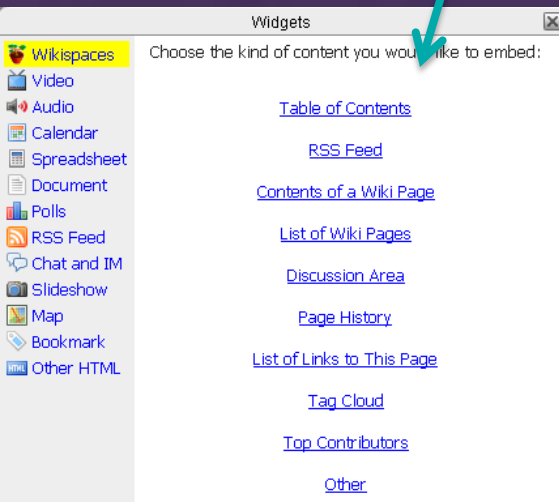 Widgets
Wikispaces
Video
Audio
Calendar
Spreadsheet
Document
Polls
RSS Feed
Chat and IM
Slideshow
Map
Bookmark
Other HTML
Choose the kind of content you would like to embed:
Table of Contents
RSS Feed
Contents of a Wiki Page
List of Wiki Pages
Discussion Area
Page History
List of Links to This Page
Tag Cloud
Top Contributors
Other